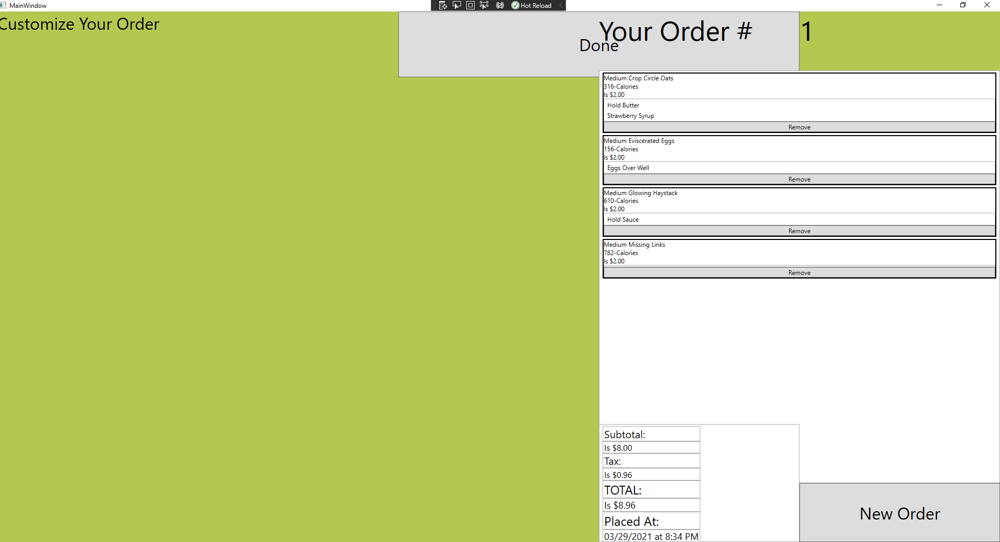 MainWindow
Hot Reload
Customize Your Order
Your Order # 1
Done
Medium Crop Circle Oats
316-Calories
Is $2.00
Hold Butter
Strawberry Syrup
Remove
Medium Eviscerated Eggs
156-Calories
Is $2.00
Eggs Over Well
Remove
Medium Glowing Haystack
610-Calories
Is $2.00
Hold Sauce
Remove
Medium Missing Links
782-Calories
Is $2.00
Remove
Subtotal:
Is $8.00
Tax:
Is $0.96
TOTAL:
Is $8.96
Placed At:
03/29/2021 at 8:34 PM
New Order